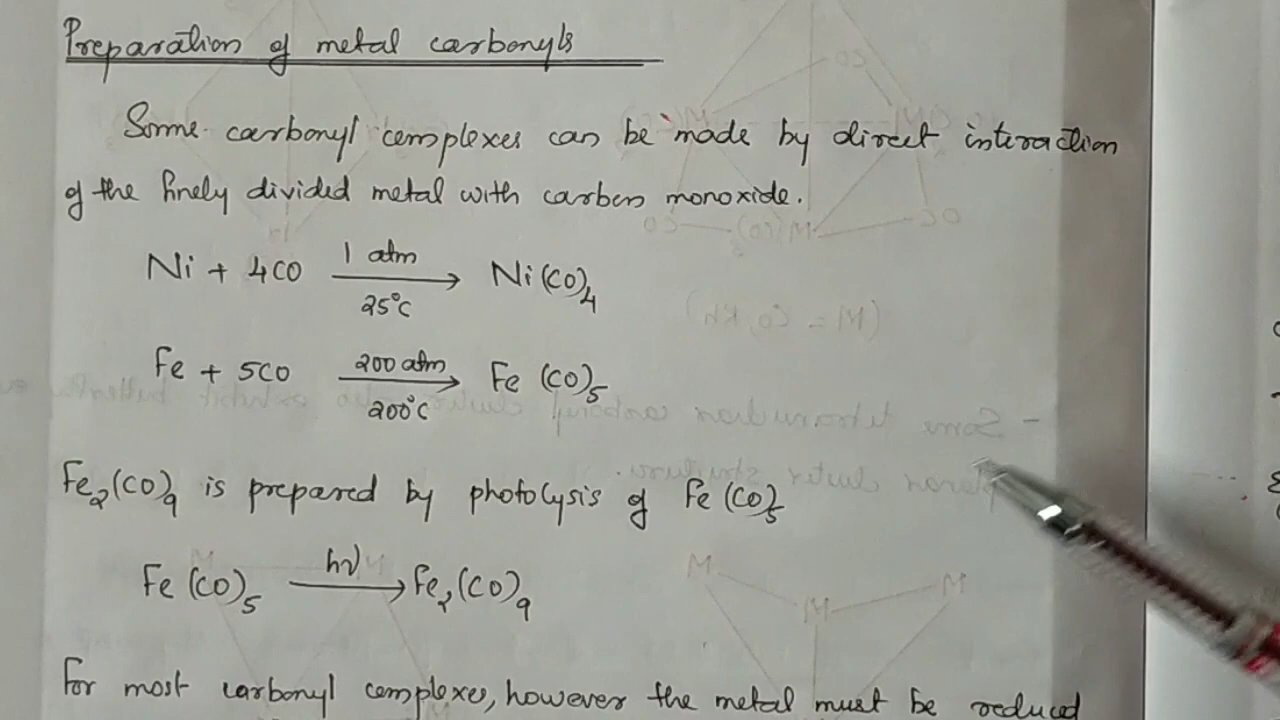 Preparation of metal carbonyls
Some carbonyl complexes can be made by direct interaction
of the finely divided metal with carbon monoxide.
Ni + 4CO 1 atm 25°C → Ni(CO)4
Fe + 5CO 200 atm 200°C → Fe(CO)5
Fe2(CO)9 is prepared by photolysis of Fe(CO)5
Fe(CO)5 hν → Fe2(CO)9
For most carbonyl complexes, however the metal must be reduced